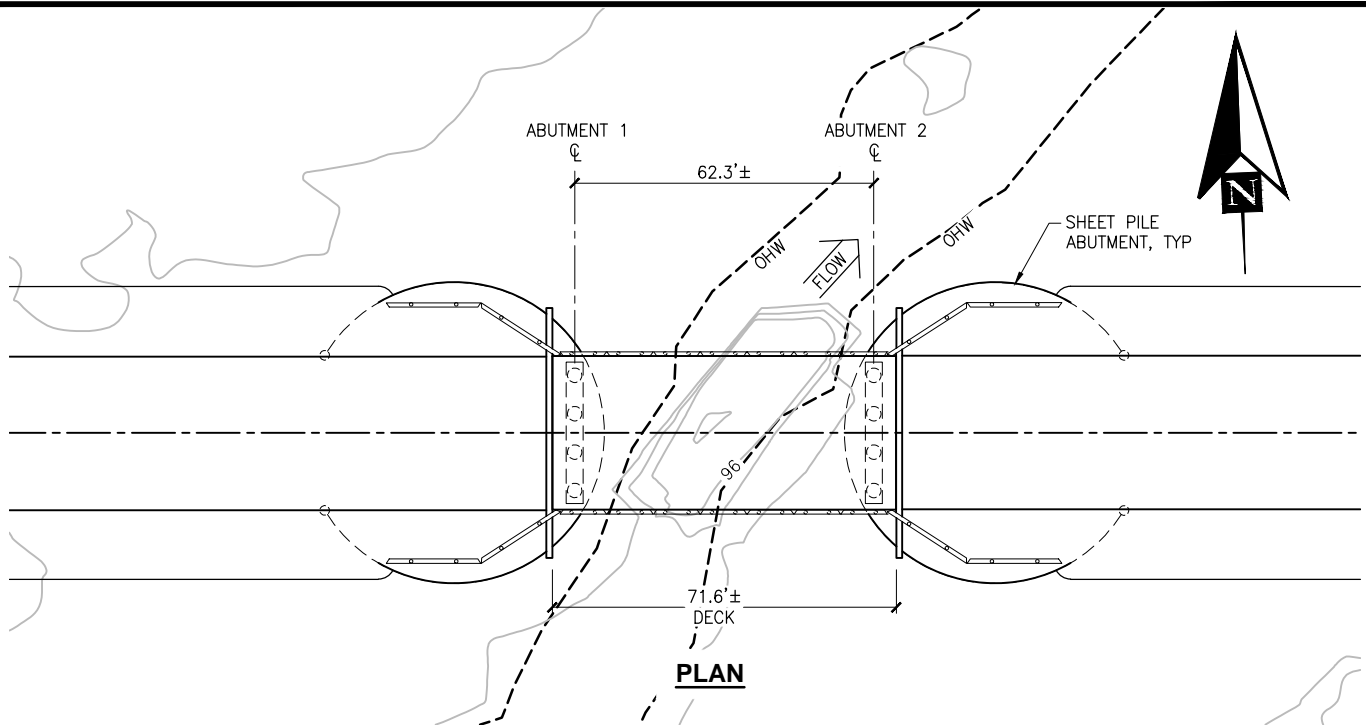 ABUTMENT 1
℄
ABUTMENT 2
℄
62.3'±
N
SHEET PILE
ABUTMENT, TYP
OHW
OHW
FLOW
96
71.6'±
DECK
PLAN